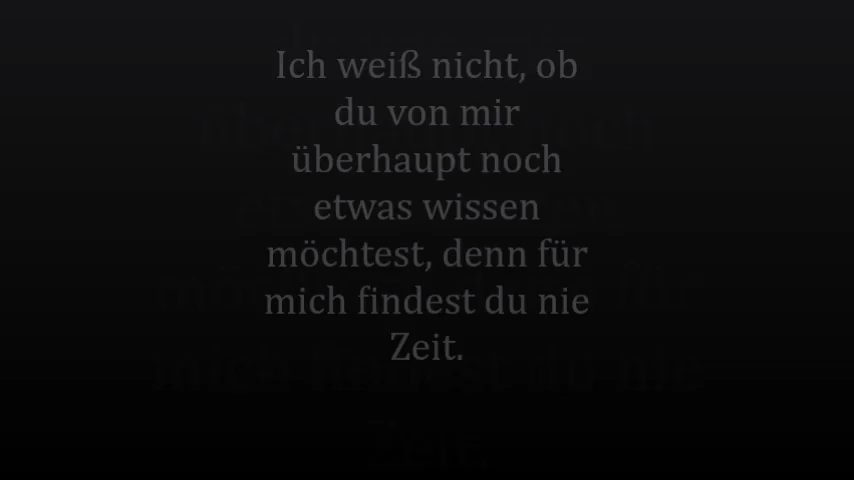 Ich weiß nicht, ob
du von mir
überhaupt noch
etwas wissen
möchtest, denn für
mich findest du nie
Zeit.